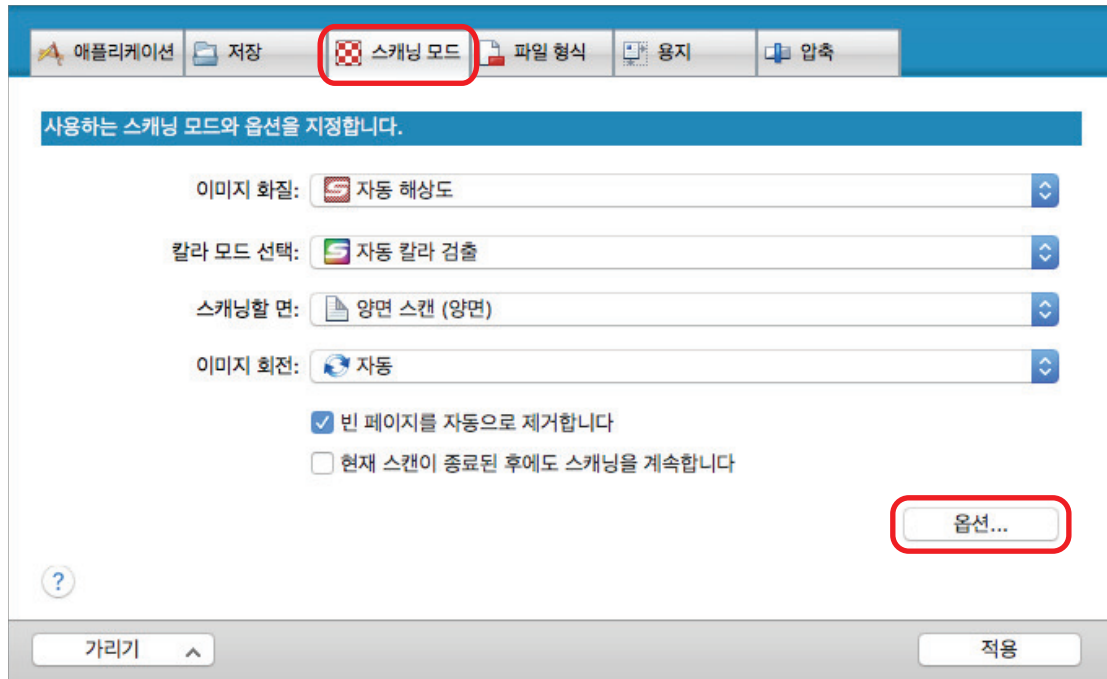 애플리케이션 저장 스캐닝 모드 파일 형식 용지 압축
사용하는 스캐닝 모드와 옵션을 지정합니다.
이미지 화질: 자동 해상도
칼라 모드 선택: 자동 칼라 검출
스캐닝할 면: 양면 스캔 (양면)
이미지 회전: 자동
빈 페이지를 자동으로 제거합니다
현재 스캔이 종료된 후에도 스캐닝을 계속합니다
옵션...
?
가리기 적용